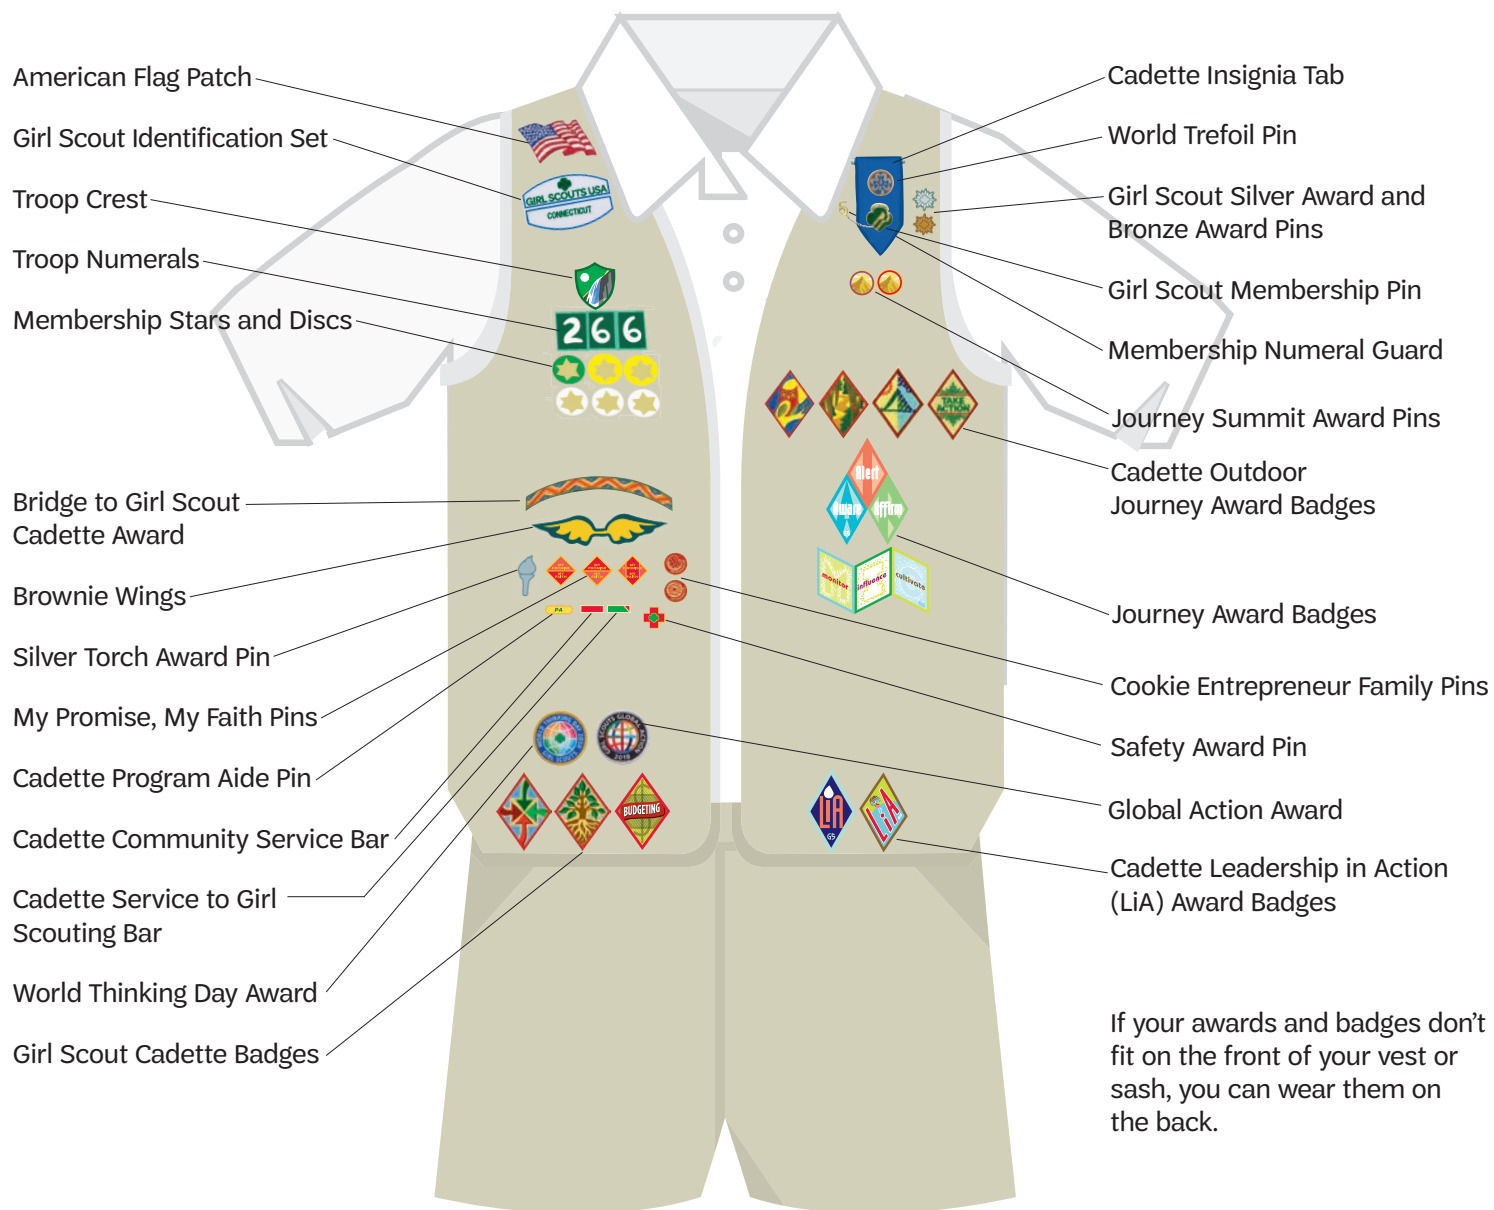 American Flag Patch
Girl Scout Identification Set
Troop Crest
Troop Numerals
Membership Stars and Discs
Bridge to Girl Scout
Cadette Award
Brownie Wings
Silver Torch Award Pin
My Promise, My Faith Pins
Cadette Program Aide Pin
Cadette Community Service Bar
Cadette Service to Girl
Scouting Bar
World Thinking Day Award
Girl Scout Cadette Badges
GIRL SCOUTS USA
CONNECTICUT
266
PA
BUDGETING
TAKE
ACTION
Alert
Aware
Affirm
monitor
influence
cultivate
LiA
GS
LiA
Cadette Insignia Tab
World Trefoil Pin
Girl Scout Silver Award and
Bronze Award Pins
Girl Scout Membership Pin
Membership Numeral Guard
Journey Summit Award Pins
Cadette Outdoor
Journey Award Badges
Journey Award Badges
Cookie Entrepreneur Family Pins
Safety Award Pin
Global Action Award
Cadette Leadership in Action
(LiA) Award Badges
If your awards and badges don't
fit on the front of your vest or
sash, you can wear them on
the back.